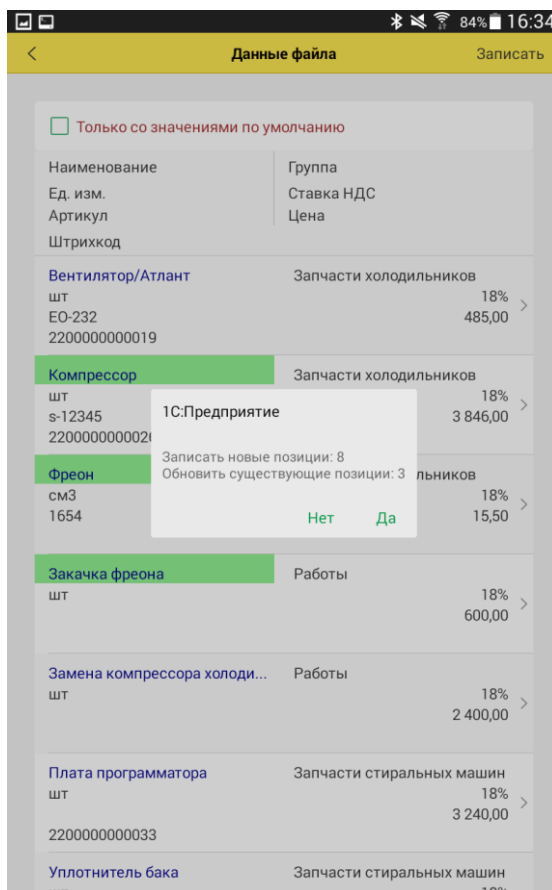 84% 16:34
Данные файла Записать
Только со значениями по умолчанию
Наименование Группа
Ед. изм. Ставка НДС
Артикул Цена
Штрихкод
Вентилятор/Атлант Запчасти холодильников
шт 18%
ЕО-232 485,00
2200000000019
Компрессор Запчасти холодильников
шт 18%
s-12345 3 846,00
220000000002
1С:Предприятие
Записать новые позиции: 8
Обновить существующие позиции: 3
Нет Да
Фреон льников
см3 18%
1654 15,50
Закачка фреона Работы
шт 18%
600,00
Замена компрессора холоди... Работы
шт 18%
2 400,00
Плата программатора Запчасти стиральных машин
шт 18%
3 240,00
2200000000033
Уплотнитель бака Запчасти стиральных машин